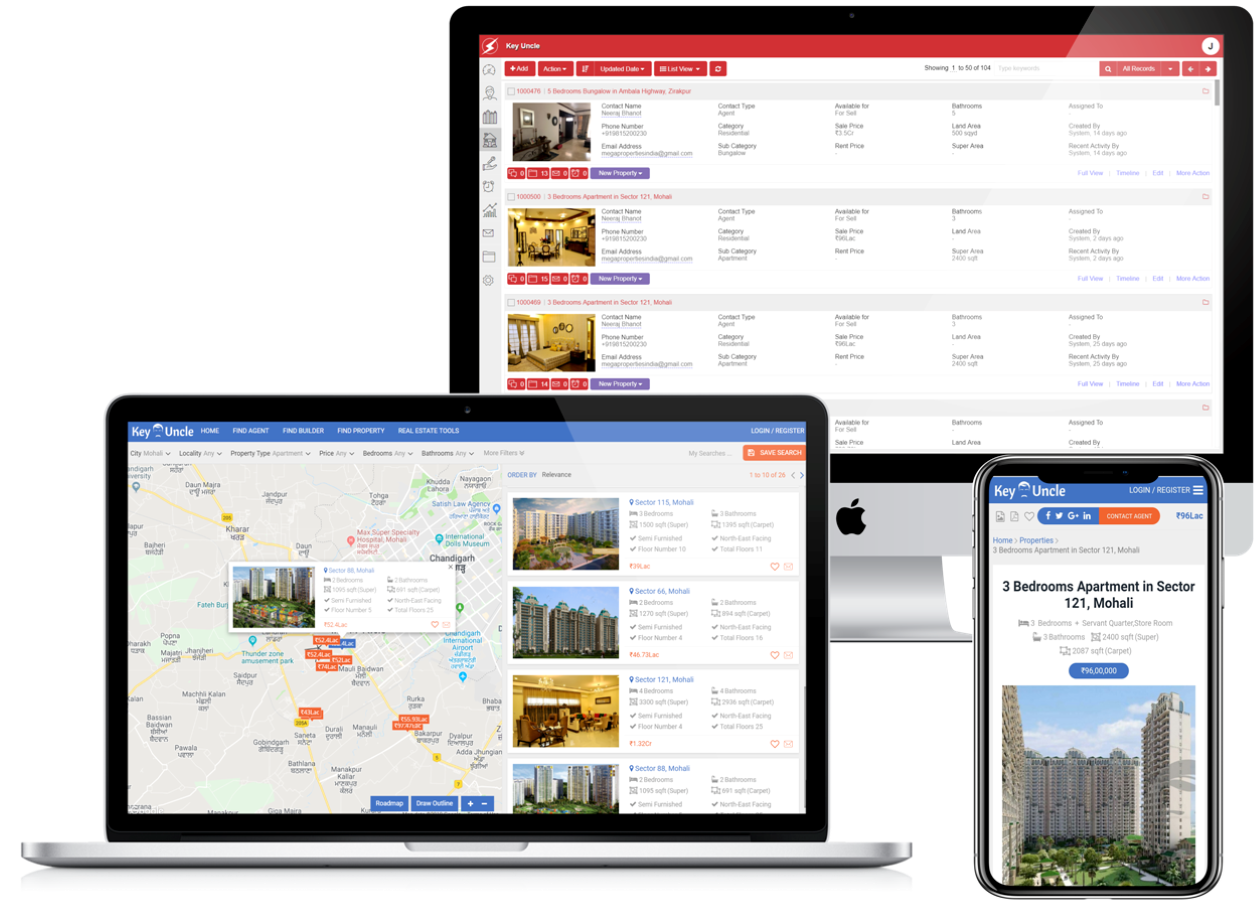 Key Uncle
J
+Add Action Updated Date List View Showing 1 to 50 of 104 Type keywords All Records
1000476 | 5 Bedrooms Bungalow in Ambala Highway, Zirakpur
Contact Name Contact Type Available for Bathrooms Assigned To
Neeraj Bhanot Agent For Sell 5 -
Phone Number Category Sale Price Land Area Created By
+919815200230 Residential ₹3.5Cr 500 sqyd System, 14 days ago
Email Address Sub Category Rent Price Super Area Recent Activity By
megapropertiesindia@gmail.com Bungalow - - System, 14 days ago
0 13 0 0 New Property Full View | Timeline | Edit | More Action
1000500 | 3 Bedrooms Apartment in Sector 121, Mohali
Contact Name Contact Type Available for Bathrooms Assigned To
Neeraj Bhanot Agent For Sell 3 -
Phone Number Category Sale Price Land Area Created By
+919815200230 Residential ₹96Lac - System, 2 days ago
Email Address Sub Category Rent Price Super Area Recent Activity By
megapropertiesindia@gmail.com Apartment - 2400 sqft System, 2 days ago
0 15 0 0 New Property Full View | Timeline | Edit | More Action
1000469 | 3 Bedrooms Apartment in Sector 121, Mohali
Contact Name Contact Type Available for Bathrooms Assigned To
Neeraj Bhanot Agent For Sell 3 -
Phone Number Category Sale Price Land Area Created By
+919815200230 Residential ₹96Lac - System, 25 days ago
Email Address Sub Category Rent Price Super Area Recent Activity By
megapropertiesindia@gmail.com Apartment - 2400 sqft System, 25 days ago
0 14 0 0 New Property Full View | Timeline | Edit | More Action
Available for Bathrooms Assigned To
For Sell 3 -
Sale Price Land Area Created By
Key Uncle HOME FIND AGENT FIND BUILDER FIND PROPERTY REAL ESTATE TOOLS LOGIN / REGISTER
City Mohali Locality Any Property Type Apartment Price Any Bedrooms Any Bathrooms Any More Filters My Searches... SAVE SEARCH
ORDER BY Relevance 1 to 10 of 26
Daun Majra
Jandpur
Tohga
Khudda Lahora
Nayagaon
Satish Law Agency
205
Kharar
ਖਰੜ
Max Super Specialty Hospital, Mohali
International Dolls Museum
Bajheri
Daun
Chandigarh
Sector 88, Mohali
2 Bedrooms 2 Bathrooms
1095 sqft (Super) 691 sqft (Carpet)
Semi Furnished North-East Facing
Floor Number 5 Total Floors 25
₹52.4Lac
Fateh Burj
Popna
Majatri
Jhanjheri
Thunder zone amusement park
Chandigarh International Airport
₹52.4Lac
₹52.4Lac
₹52Lac
₹74Lac
Saidpur
Mauli Baidwan
Machhli Kalan
Rurka
Bassian Baidwan
₹43Lac
205A
Durali
Manauli
Bakarpur
Dyalpur
Saneta
Gobindgarh
Pawala
Adda Jhungian
Bathlana
5
Manakpur Kallar
7
Giga Majra
Roadmap Draw Outline + −
Sector 115, Mohali
3 Bedrooms 3 Bathrooms
1500 sqft (Super) 1395 sqft (Carpet)
Semi Furnished North-East Facing
Floor Number 10 Total Floors 11
₹39Lac
Sector 66, Mohali
2 Bedrooms 2 Bathrooms
1270 sqft (Super) 894 sqft (Carpet)
Semi Furnished North-East Facing
Floor Number 4 Total Floors 16
₹46.73Lac
Sector 121, Mohali
4 Bedrooms 4 Bathrooms
3300 sqft (Super) 2936 sqft (Carpet)
Semi Furnished North-East Facing
Floor Number 4 Total Floors 25
₹1.32Cr
Sector 88, Mohali
2 Bedrooms 2 Bathrooms
1095 sqft (Super) 691 sqft (Carpet)
Semi Furnished North-East Facing
Key Uncle LOGIN / REGISTER
f G+ in CONTACT AGENT ₹96Lac
Home > Properties >
3 Bedrooms Apartment in Sector 121, Mohali
3 Bedrooms Apartment in Sector
121, Mohali
3 Bedrooms + Servant Quarter,Store Room
3 Bathrooms 2400 sqft (Super)
2087 sqft (Carpet)
₹96,00,000